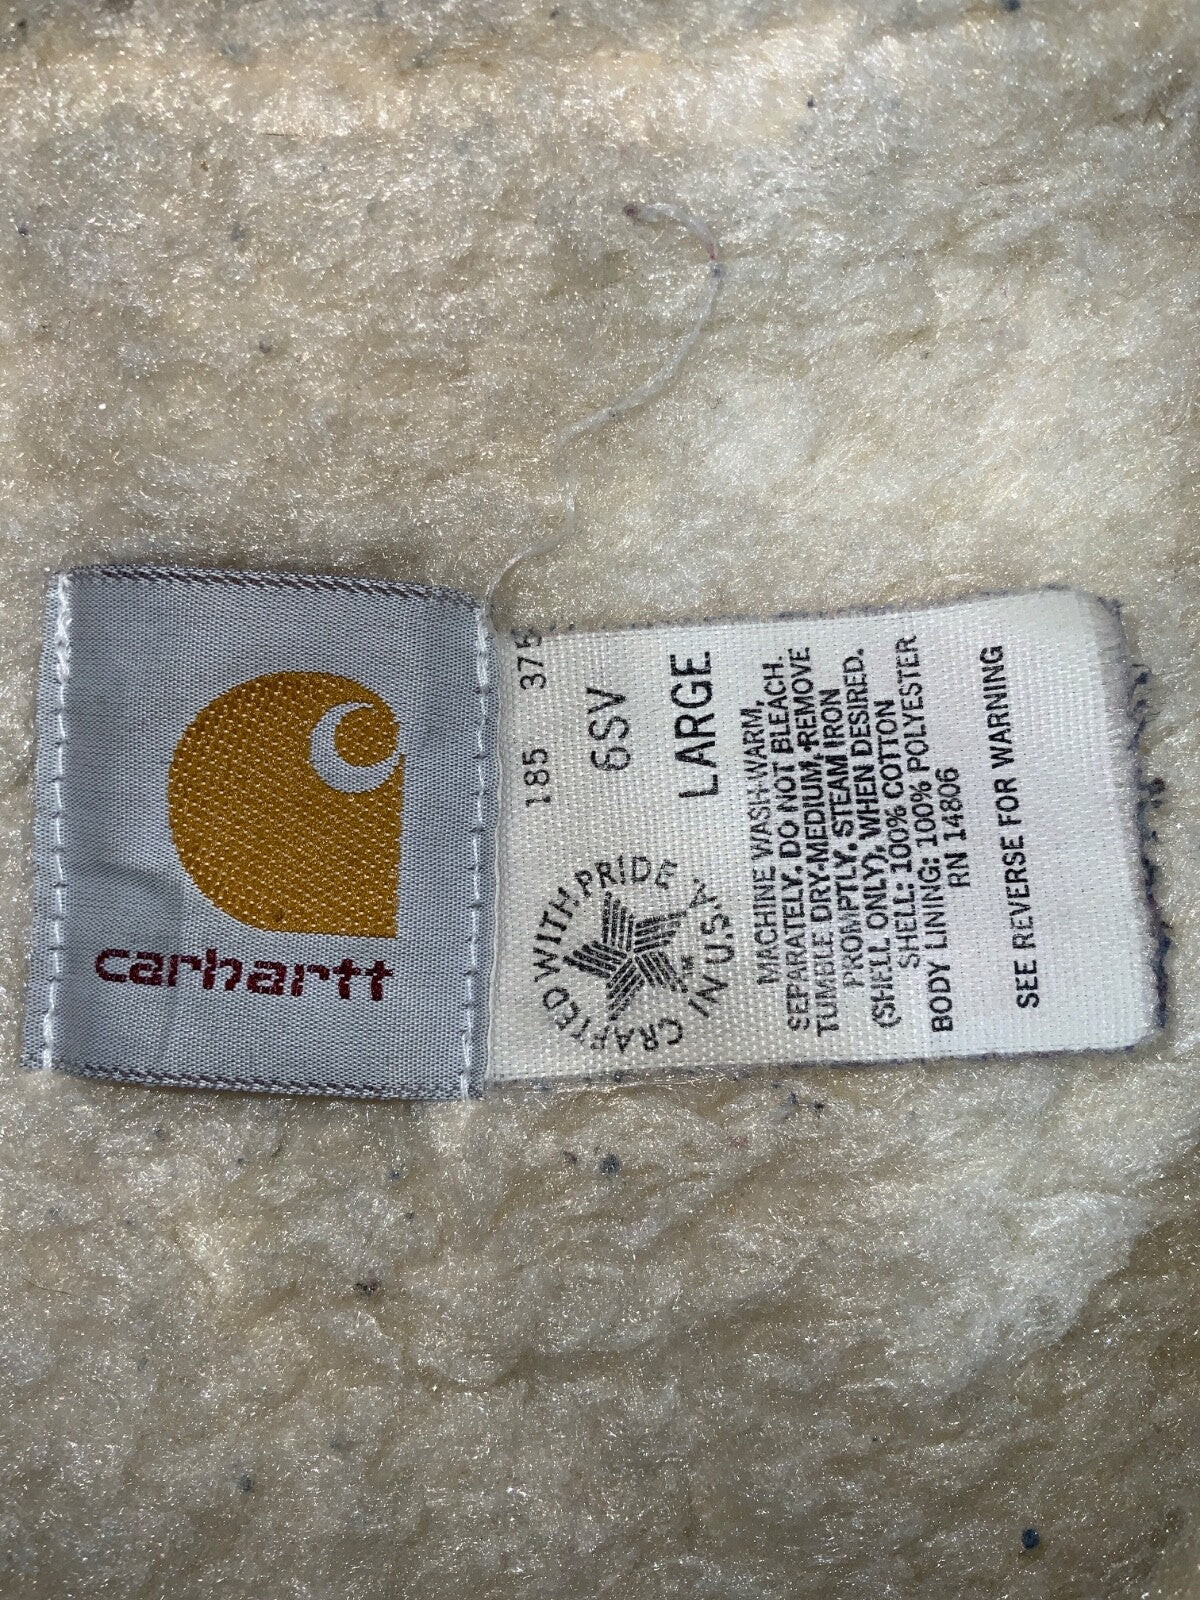 carhartt
185 375
6SV
LARGE
CRAFTED WITH PRIDE
IN U.S.A.
TM
MACHINE WASH-WARM,
SEPARATELY. DO NOT BLEACH.
TUMBLE DRY-MEDIUM, REMOVE
PROMPTLY. STEAM IRON
(SHELL ONLY), WHEN DESIRED.
SHELL: 100% COTTON
BODY LINING: 100% POLYESTER
RN 14806
SEE REVERSE FOR WARNING